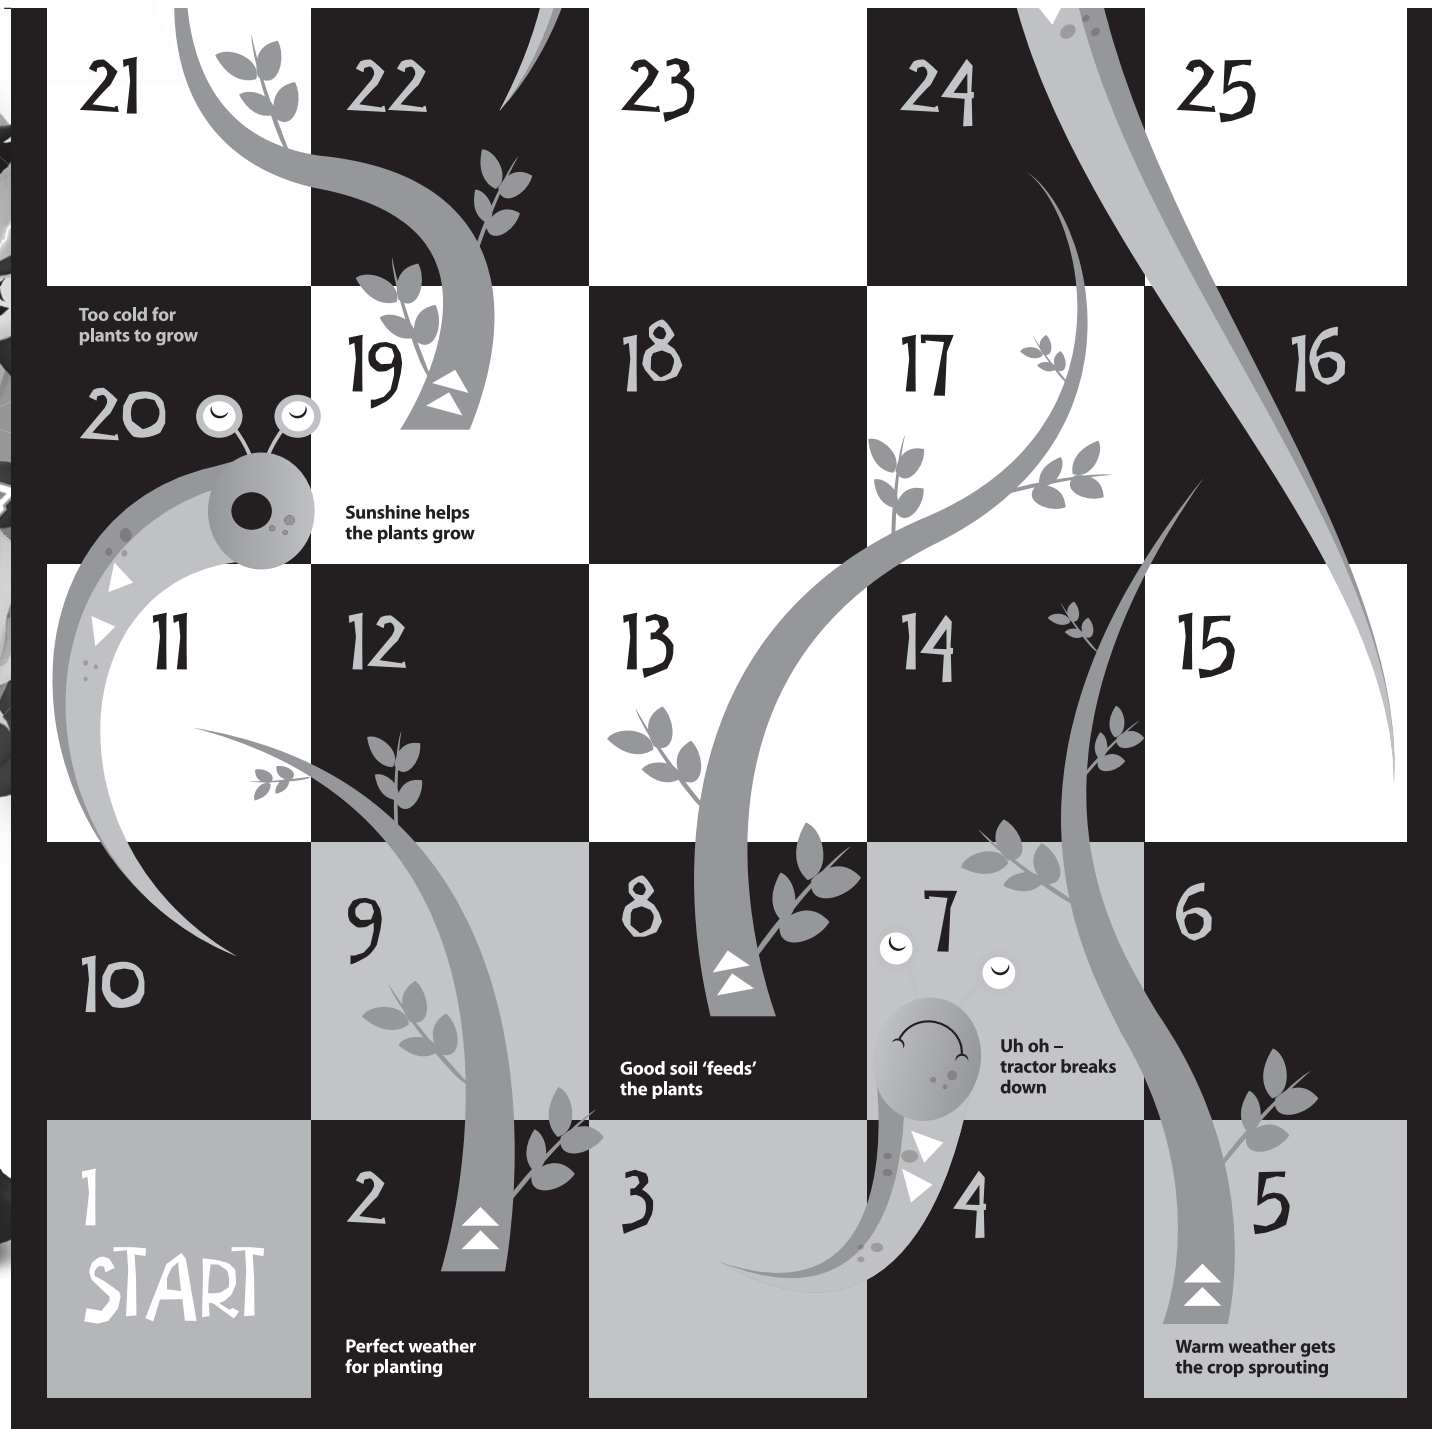 21
22
23
24
25
Too cold for
plants to grow
20
19
18
17
16
Sunshine helps
the plants grow
11
12
13
14
15
10
9
8
7
6
Good soil ‘feeds’
the plants
Uh oh –
tractor breaks
down
1
START
2
3
4
5
Perfect weather
for planting
Warm weather gets
the crop sprouting